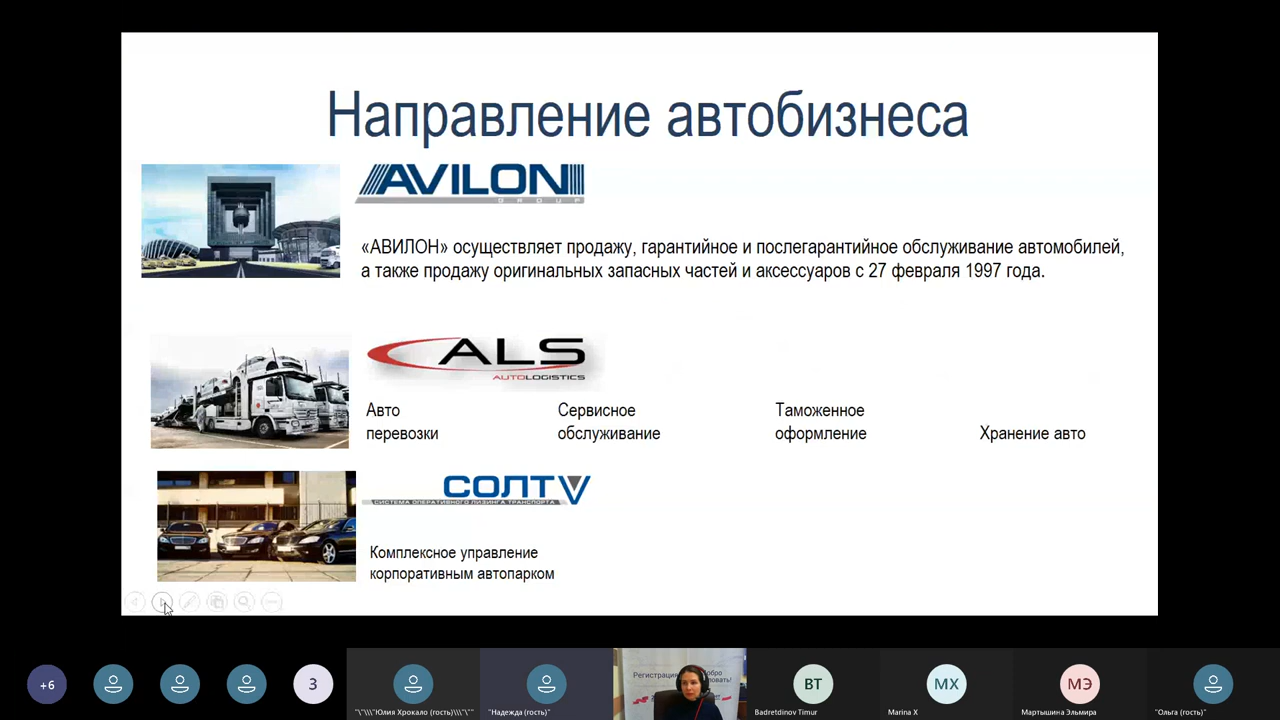 Направление автобизнеса
AVILON
GROUP
«АВИЛОН» осуществляет продажу, гарантийное и послегарантийное обслуживание автомобилей,
а также продажу оригинальных запасных частей и аксессуаров с 27 февраля 1997 года.
ALS
AUTOLOGISTICS
Авто
перевозки
Сервисное
обслуживание
Таможенное
оформление
Хранение авто
СОЛТ
СИСТЕМА ОПЕРАТИВНОГО ЛИЗИНГА ТРАНСПОРТА
Комплексное управление
корпоративным автопарком
+6
3
"\"\\\"Юлия Хрокало (гость)\\\"\""
"Надежда (гость)"
Регистрация
BT
Badretdinov Timur
MX
Marina X
МЭ
Мартышина Эльмира
"Ольга (гость)"